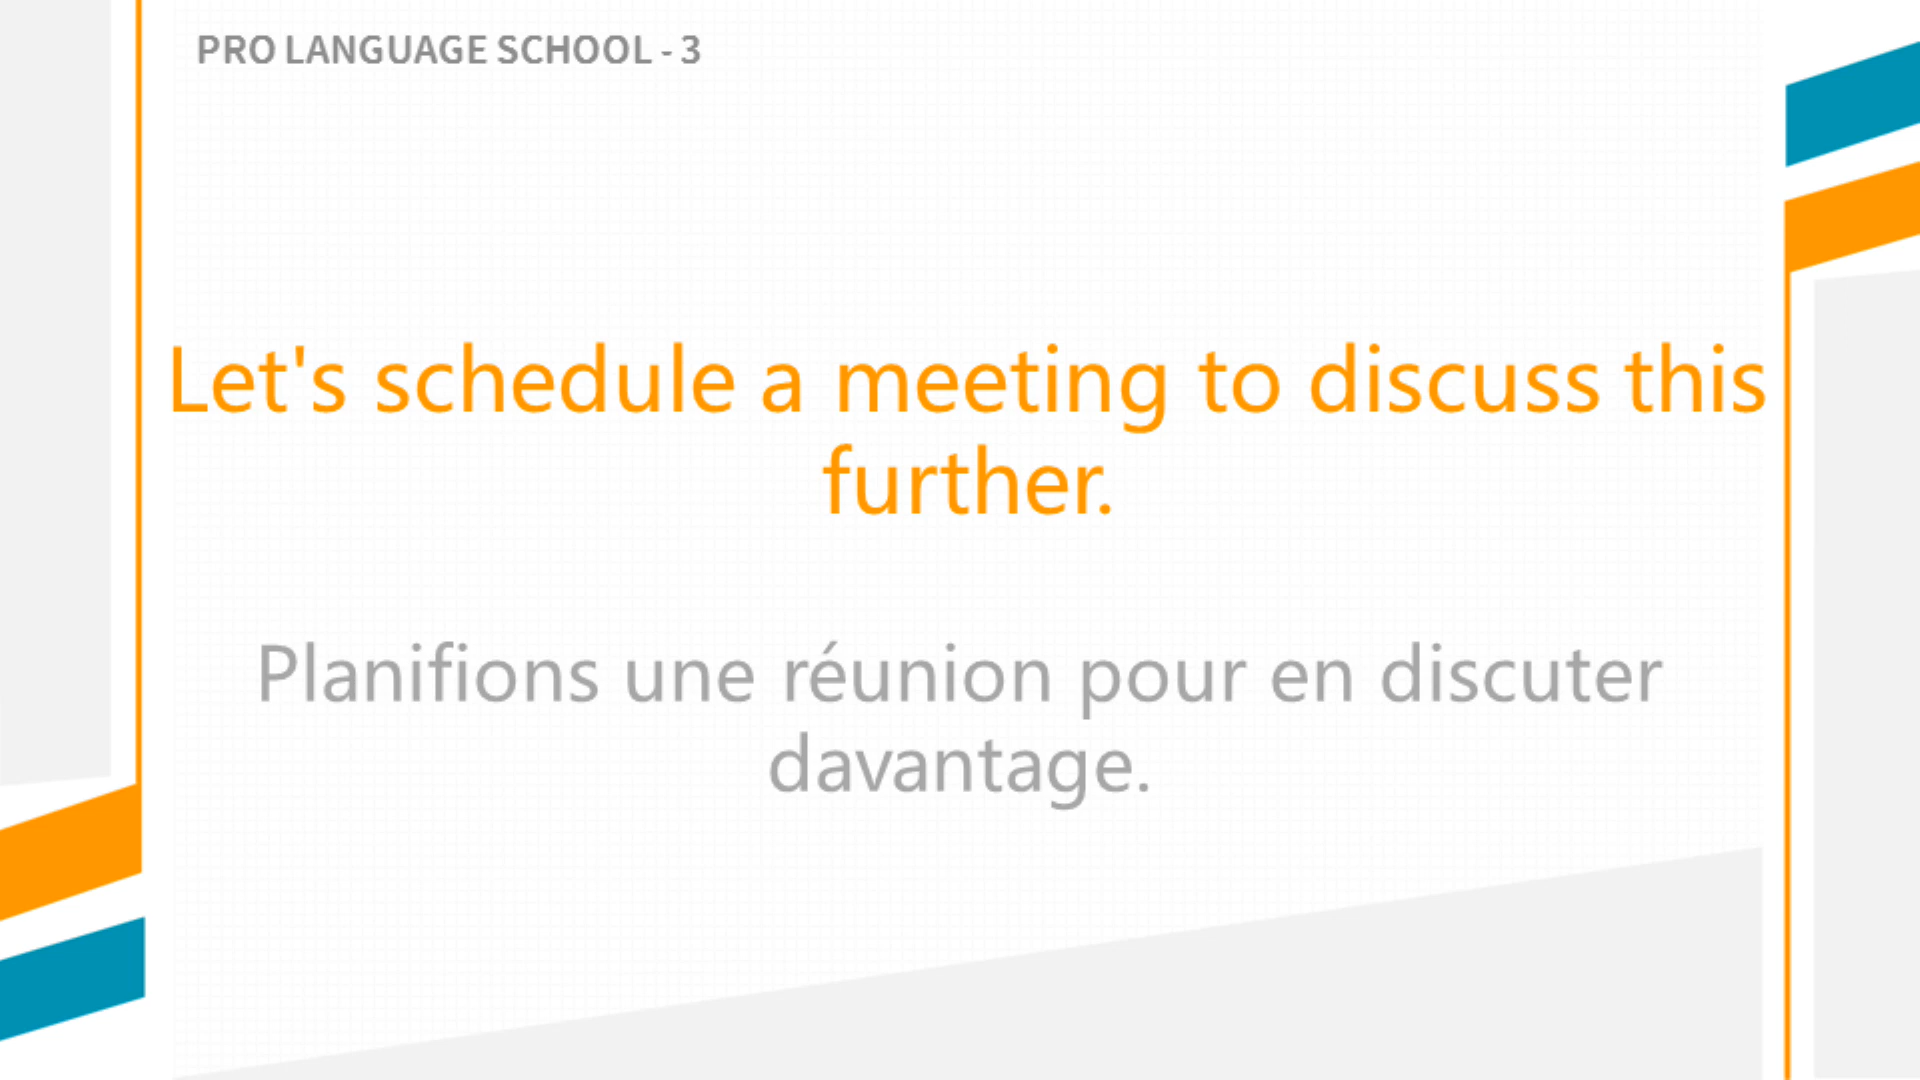 PRO LANGUAGE SCHOOL - 3
Let's schedule a meeting to discuss this
further.
Planifions une réunion pour en discuter
davantage.